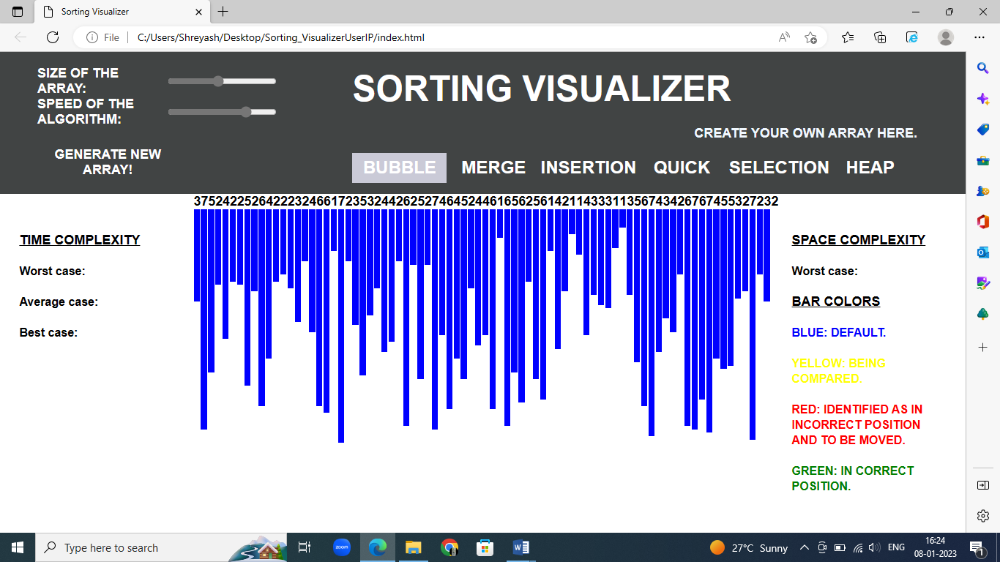 Sorting Visualizer
File
C:/Users/Shreyash/Desktop/Sorting_VisualizerUserIP/index.html
SIZE OF THE
ARRAY:
SPEED OF THE
ALGORITHM:
GENERATE NEW
ARRAY!
SORTING VISUALIZER
CREATE YOUR OWN ARRAY HERE.
BUBBLE MERGE INSERTION QUICK SELECTION HEAP
TIME COMPLEXITY
Worst case:
Average case:
Best case:
SPACE COMPLEXITY
Worst case:
BAR COLORS
BLUE: DEFAULT.
YELLOW: BEING
COMPARED.
RED: IDENTIFIED AS IN
INCORRECT POSITION
AND TO BE MOVED.
GREEN: IN CORRECT
POSITION.
Type here to search
zoom
27°C Sunny
ENG
16:24
08-01-2023
1